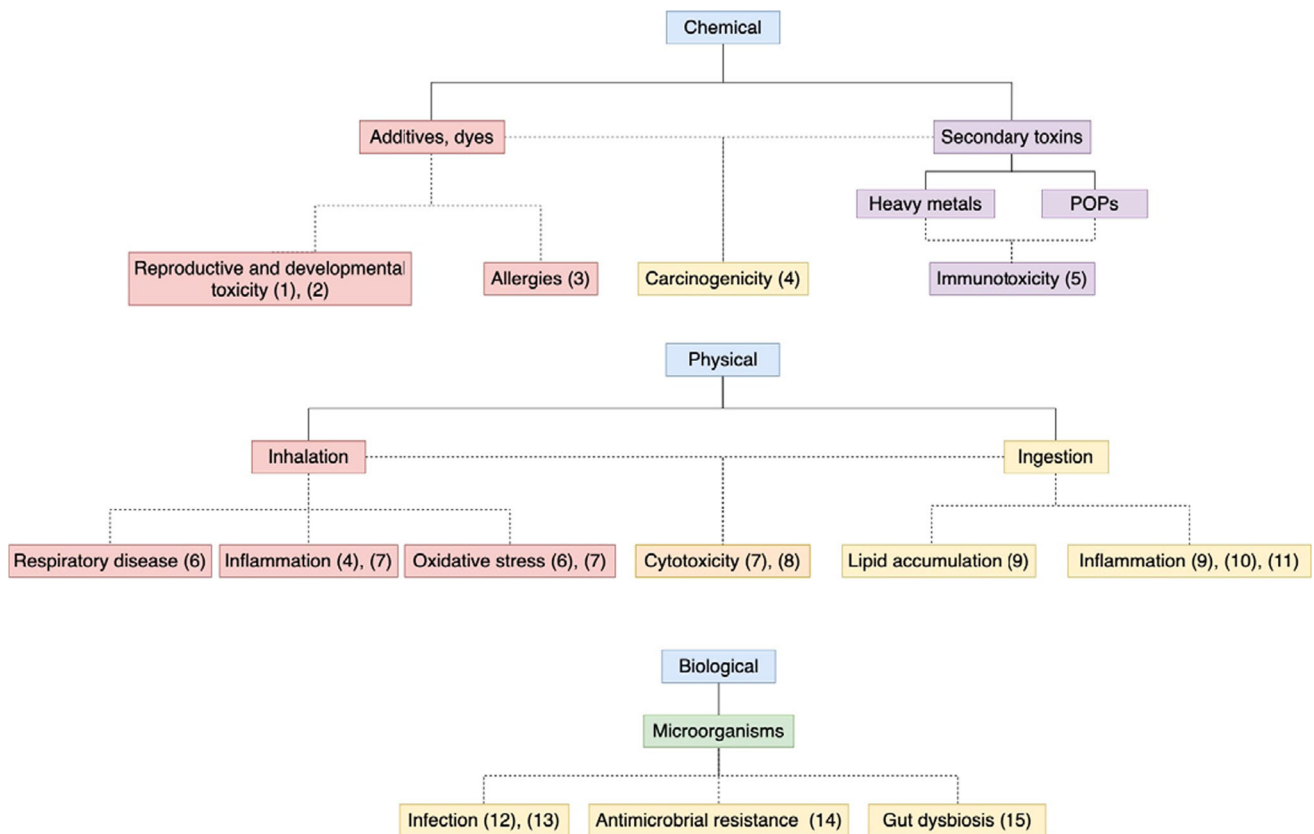 Chemical
Additives, dyes
Secondary toxins
Heavy metals
POPs
Reproductive and developmental
toxicity (1), (2)
Allergies (3)
Carcinogenicity (4)
Immunotoxicity (5)
Physical
Inhalation
Ingestion
Respiratory disease (6)
Inflammation (4), (7)
Oxidative stress (6), (7)
Cytotoxicity (7), (8)
Lipid accumulation (9)
Inflammation (9), (10), (11)
Biological
Microorganisms
Infection (12), (13)
Antimicrobrial resistance (14)
Gut dysbiosis (15)